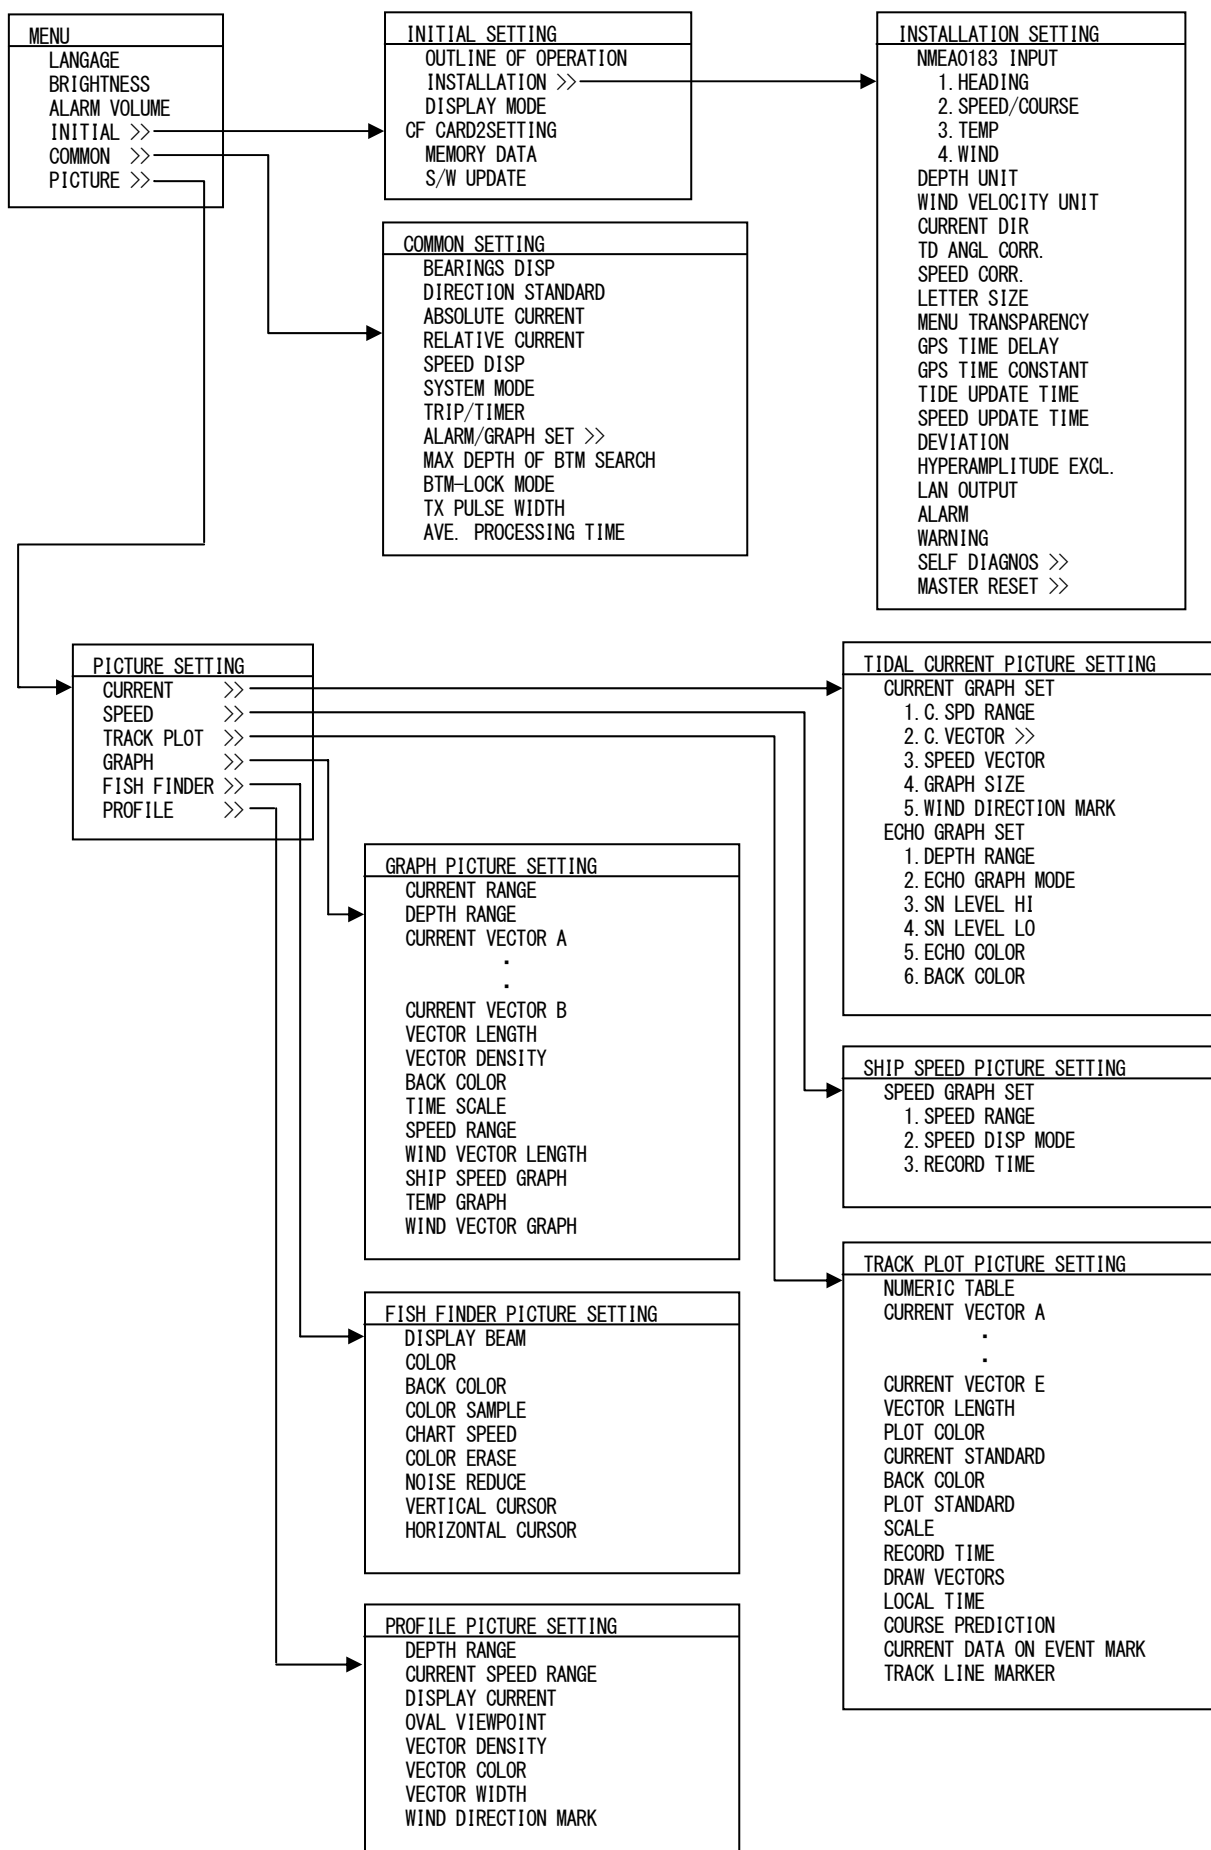 MENU
LANGAGE
BRIGHTNESS
ALARM VOLUME
INITIAL >>
COMMON >>
PICTURE >>
INITIAL SETTING
OUTLINE OF OPERATION
INSTALLATION >>
DISPLAY MODE
CF CARD2SETTING
MEMORY DATA
S/W UPDATE
INSTALLATION SETTING
NMEA0183 INPUT
1.HEADING
2.SPEED/COURSE
3.TEMP
4.WIND
DEPTH UNIT
WIND VELOCITY UNIT
CURRENT DIR
TD ANGL CORR.
SPEED CORR.
LETTER SIZE
MENU TRANSPARENCY
GPS TIME DELAY
GPS TIME CONSTANT
TIDE UPDATE TIME
SPEED UPDATE TIME
DEVIATION
HYPERAMPLITUDE EXCL.
LAN OUTPUT
ALARM
WARNING
SELF DIAGNOS >>
MASTER RESET >>
COMMON SETTING
BEARINGS DISP
DIRECTION STANDARD
ABSOLUTE CURRENT
RELATIVE CURRENT
SPEED DISP
SYSTEM MODE
TRIP/TIMER
ALARM/GRAPH SET >>
MAX DEPTH OF BTM SEARCH
BTM-LOCK MODE
TX PULSE WIDTH
AVE. PROCESSING TIME
PICTURE SETTING
CURRENT >>
SPEED >>
TRACK PLOT >>
GRAPH >>
FISH FINDER >>
PROFILE >>
TIDAL CURRENT PICTURE SETTING
CURRENT GRAPH SET
1.C.SPD RANGE
2.C.VECTOR >>
3.SPEED VECTOR
4.GRAPH SIZE
5.WIND DIRECTION MARK
ECHO GRAPH SET
1.DEPTH RANGE
2.ECHO GRAPH MODE
3.SN LEVEL HI
4.SN LEVEL LO
5.ECHO COLOR
6.BACK COLOR
GRAPH PICTURE SETTING
CURRENT RANGE
DEPTH RANGE
CURRENT VECTOR A
・
・
CURRENT VECTOR B
VECTOR LENGTH
VECTOR DENSITY
BACK COLOR
TIME SCALE
SPEED RANGE
WIND VECTOR LENGTH
SHIP SPEED GRAPH
TEMP GRAPH
WIND VECTOR GRAPH
SHIP SPEED PICTURE SETTING
SPEED GRAPH SET
1.SPEED RANGE
2.SPEED DISP MODE
3.RECORD TIME
TRACK PLOT PICTURE SETTING
NUMERIC TABLE
CURRENT VECTOR A
・
・
CURRENT VECTOR E
VECTOR LENGTH
PLOT COLOR
CURRENT STANDARD
BACK COLOR
PLOT STANDARD
SCALE
RECORD TIME
DRAW VECTORS
LOCAL TIME
COURSE PREDICTION
CURRENT DATA ON EVENT MARK
TRACK LINE MARKER
FISH FINDER PICTURE SETTING
DISPLAY BEAM
COLOR
BACK COLOR
COLOR SAMPLE
CHART SPEED
COLOR ERASE
NOISE REDUCE
VERTICAL CURSOR
HORIZONTAL CURSOR
PROFILE PICTURE SETTING
DEPTH RANGE
CURRENT SPEED RANGE
DISPLAY CURRENT
OVAL VIEWPOINT
VECTOR DENSITY
VECTOR COLOR
VECTOR WIDTH
WIND DIRECTION MARK